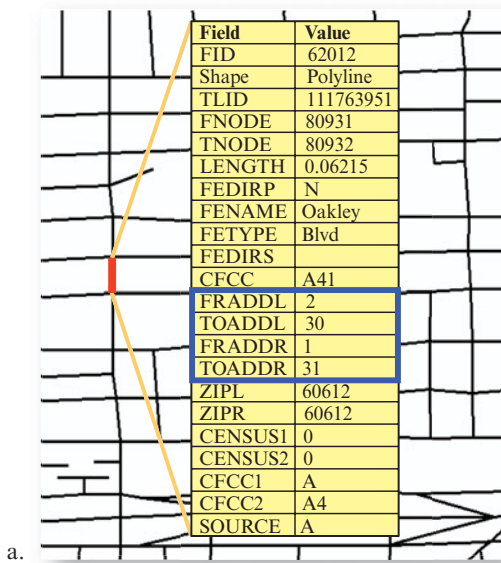 Field Value
FID 62012
Shape Polyline
TLID 111763951
FNODE 80931
TNODE 80932
LENGTH 0.06215
FEDIRP N
FENAME Oakley
FETYPE Blvd
FEDIRS
CFCC A41
FRADDL 2
TOADDL 30
FRADDR 1
TOADDR 31
ZIPL 60612
ZIPR 60612
CENSUS1 0
CENSUS2 0
CFCC1 A
CFCC2 A4
SOURCE A
a.